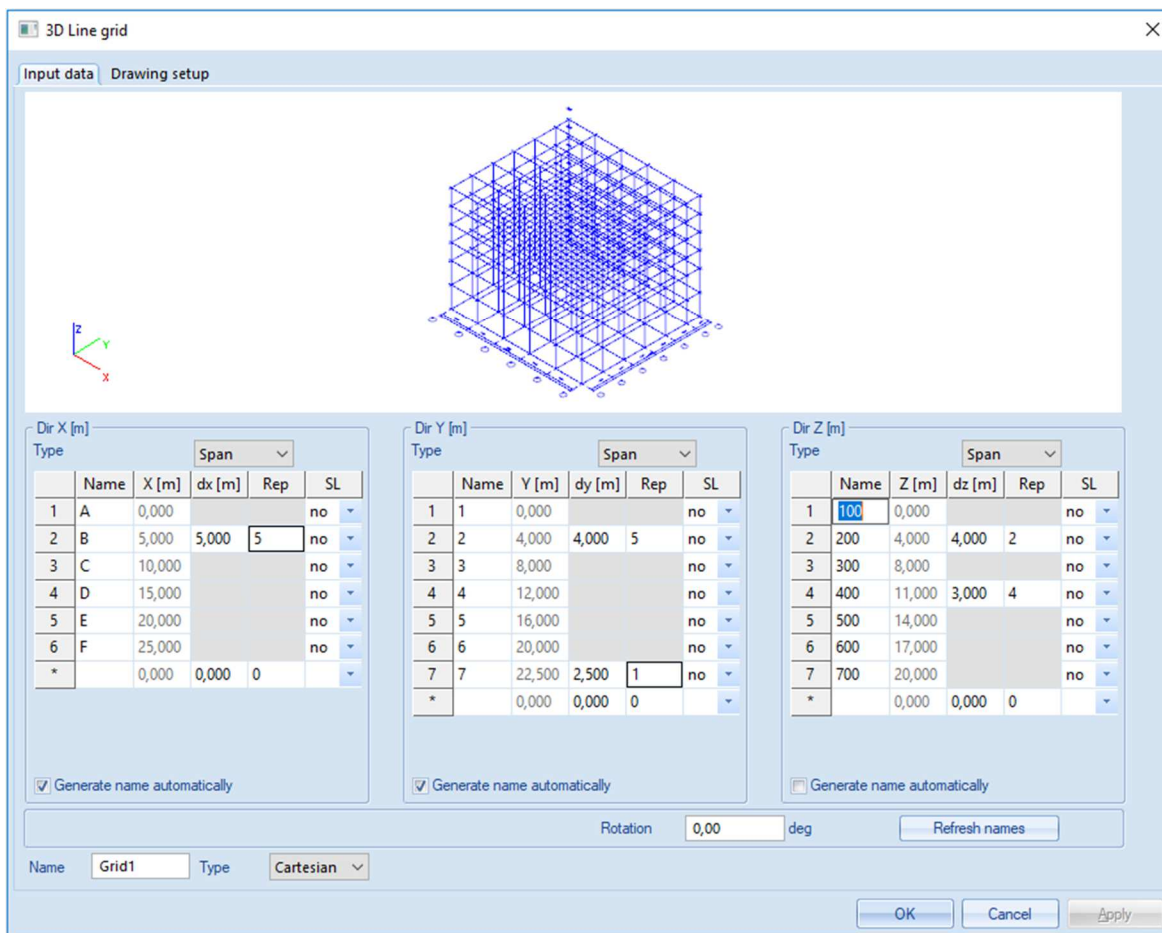 3D Line grid
Input data Drawing setup
Z
Y
X
Dir X [m]
Type Span
Name X [m] dx [m] Rep SL
1 A 0,000 no
2 B 5,000 5,000 5 no
3 C 10,000 no
4 D 15,000 no
5 E 20,000 no
6 F 25,000 no
* 0,000 0,000 0
Generate name automatically
Dir Y [m]
Type Span
Name Y [m] dy [m] Rep SL
1 1 0,000 no
2 2 4,000 4,000 5 no
3 3 8,000 no
4 4 12,000 no
5 5 16,000 no
6 6 20,000 no
7 7 22,500 2,500 1 no
* 0,000 0,000 0
Generate name automatically
Dir Z [m]
Type Span
Name Z [m] dz [m] Rep SL
1 100 0,000 no
2 200 4,000 4,000 2 no
3 300 8,000 no
4 400 11,000 3,000 4 no
5 500 14,000 no
6 600 17,000 no
7 700 20,000 no
* 0,000 0,000 0
Generate name automatically
Rotation 0,00 deg Refresh names
Name Grid1 Type Cartesian
OK Cancel Apply